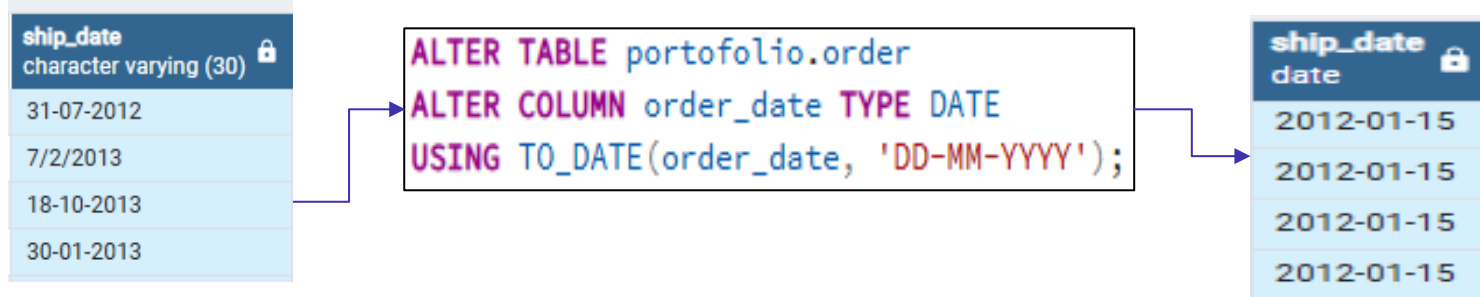 ship_date
character varying (30)
31-07-2012
7/2/2013
18-10-2013
30-01-2013
ALTER TABLE portofolio.order
ALTER COLUMN order_date TYPE DATE
USING TO_DATE(order_date, 'DD-MM-YYYY');
ship_date
date
2012-01-15
2012-01-15
2012-01-15
2012-01-15